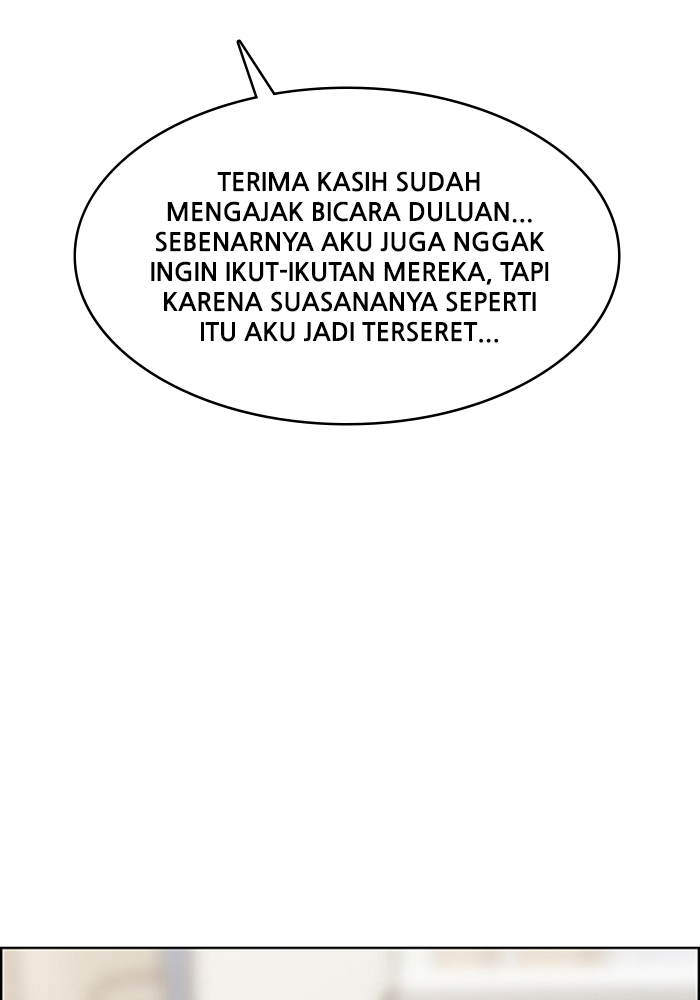 TERIMA KASIH SUDAH
MENGAJAK BICARA DULUAN...
SEBENARNYA AKU JUGA NGGAK
INGIN IKUT-IKUTAN MEREKA, TAPI
KARENA SUASANANYA SEPERTI
ITU AKU JADI TERSERET...